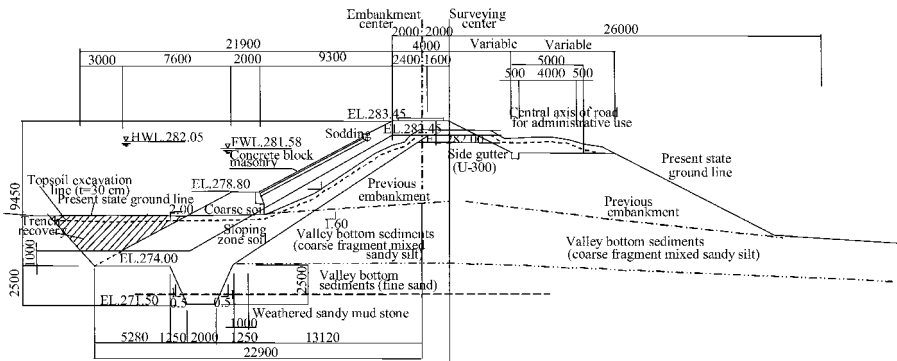 Embankment center
Surveying center
2000 2000
26000
21900
4000
Variable
Variable
3000
7600
2000
9300
2400
1600
5000
500
4000
500
EL.283.45
Central axis of road for administrative use
HWL.282.05
FWL.281.58
Sodding
EL.282.45
EL.282.00
Concrete block masonry
Side gutter (U-300)
Present state ground line
Topsoil excavation line (t=30 cm)
EL.278.80
Present state ground line
Previous embankment
Previous embankment
9450
2.00
Coarse soil
1.60
Trench recovery
Sloping zone soil
Valley bottom sediments (coarse fragment mixed sandy silt)
Valley bottom sediments (coarse fragment mixed sandy silt)
1000
EL.274.00
2500
2500
Valley bottom sediments (fine sand)
EL.271.50
0.5
0.5
1000
Weathered sandy mud stone
5280
1250
2000
1250
13120
22900